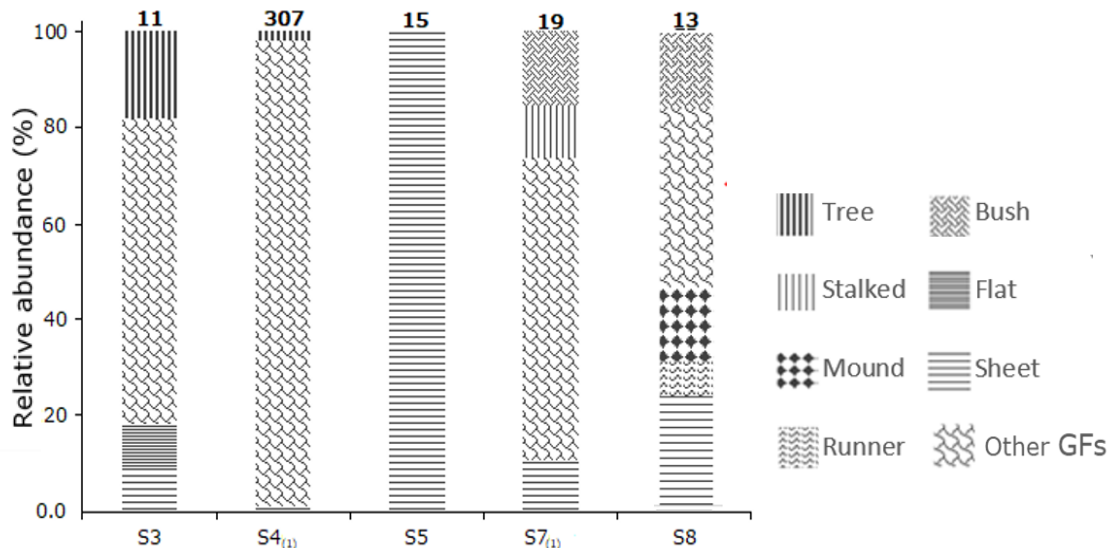 11 307 15 19 13
100
80
60
40
20
0.0
Relative abundance (%)
S3 S4(1) S5 S7(1) S8
Tree Bush
Stalked Flat
Mound Sheet
Runner Other GFs